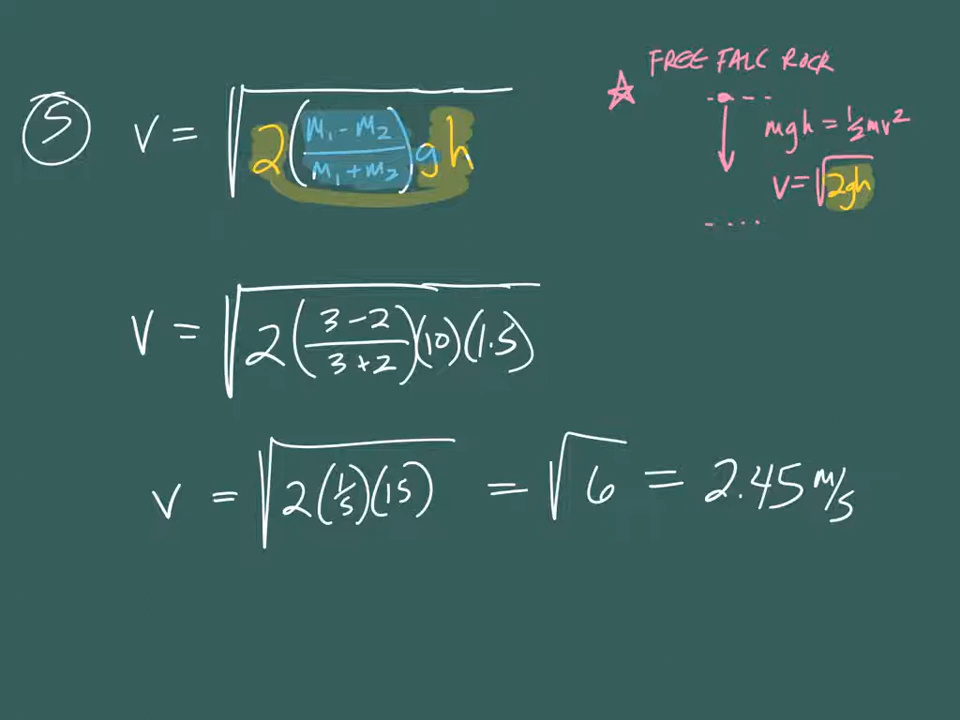 ⑤ V = √(2((M₁ - M₂)/(M₁ + M₂))gh)
☆ FREE FALL ROCK
mgh = ½mv²
V = √(2gh)
V = √(2((3 - 2)/(3 + 2))(10)(1.5))
V = √(2(1/5)(15)) = √6 = 2.45 M/S